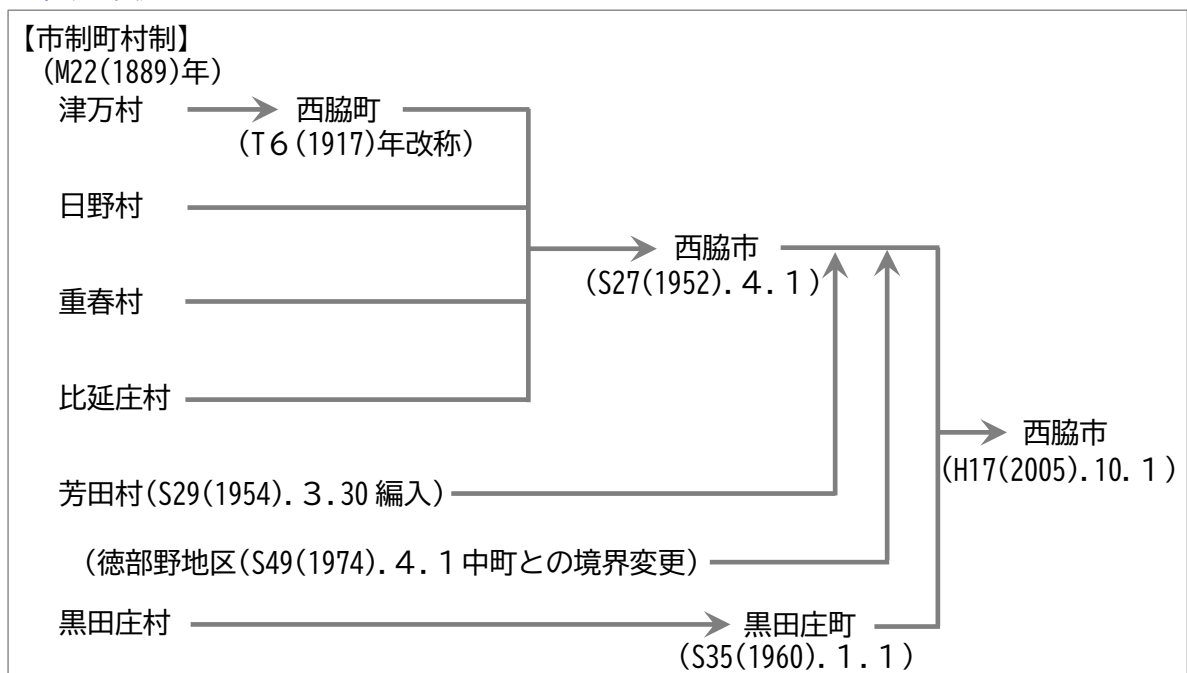 【市制町村制】
(M22(1889)年)
津万村
西脇町
(T６(1917)年改称)
日野村
西脇市
(S27(1952).４.１)
重春村
比延庄村
西脇市
(H17(2005).10.１)
芳田村(S29(1954).３.30編入)
(徳部野地区(S49(1974).４.１中町との境界変更)
黒田庄村
黒田庄町
(S35(1960).１.１)